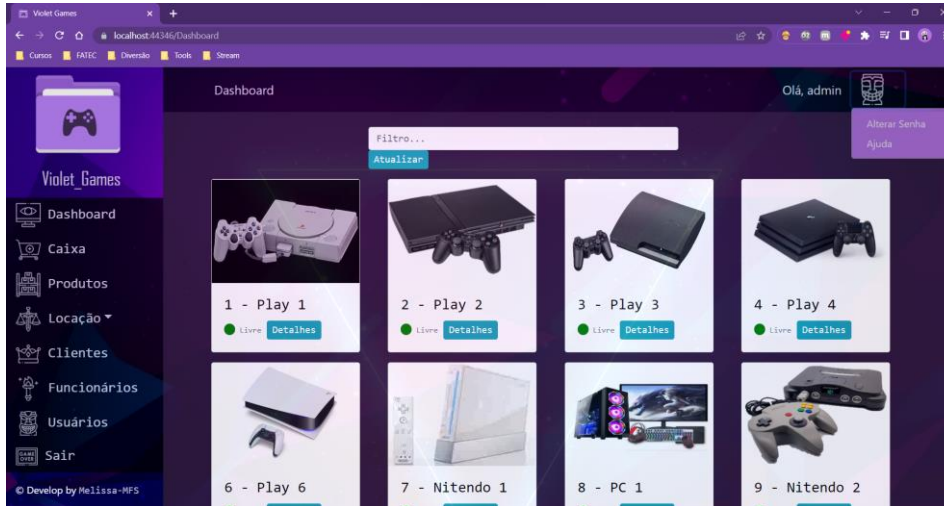 Violet Games
localhost:44346/Dashboard
Cursos FATEC Diversão Tools Stream
Dashboard
Olá, admin
Alterar Senha
Ajuda
Filtro...
Atualizar
Violet_Games
Dashboard
Caixa
Produtos
Locação
Clientes
Funcionários
Usuários
GAME OVER
Sair
© Develop by Melissa-MFS
1 - Play 1
Livre Detalhes
2 - Play 2
Livre Detalhes
3 - Play 3
Livre Detalhes
4 - Play 4
Livre Detalhes
6 - Play 6
7 - Nitendo 1
8 - PC 1
9 - Nitendo 2